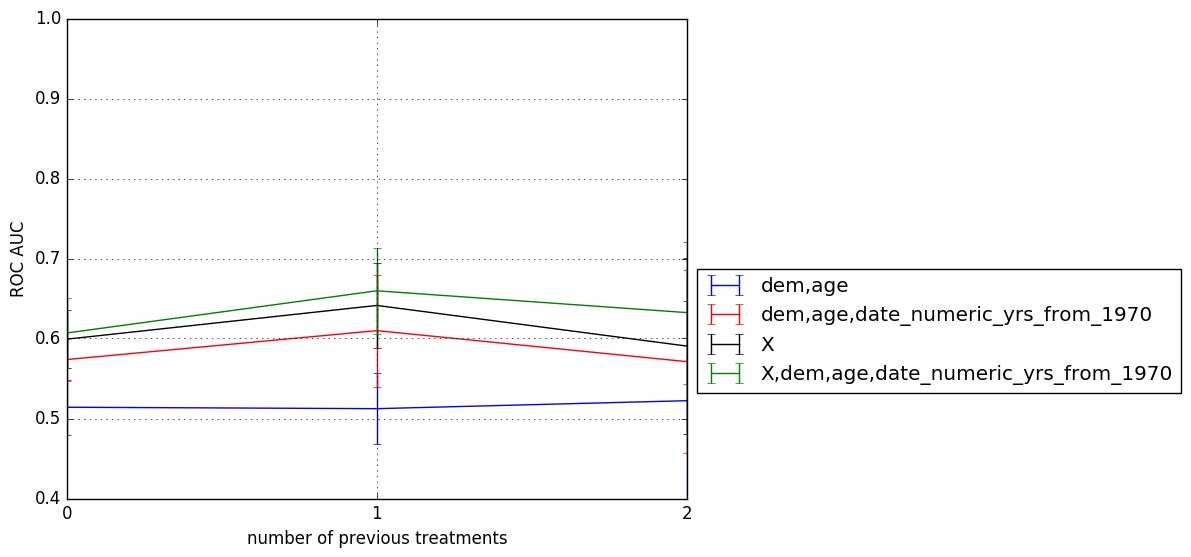 1.0
0.9
0.8
0.7
0.6
0.5
0.4
ROC AUC
0 1 2
number of previous treatments
dem,age
dem,age,date_numeric_yrs_from_1970
X
X,dem,age,date_numeric_yrs_from_1970